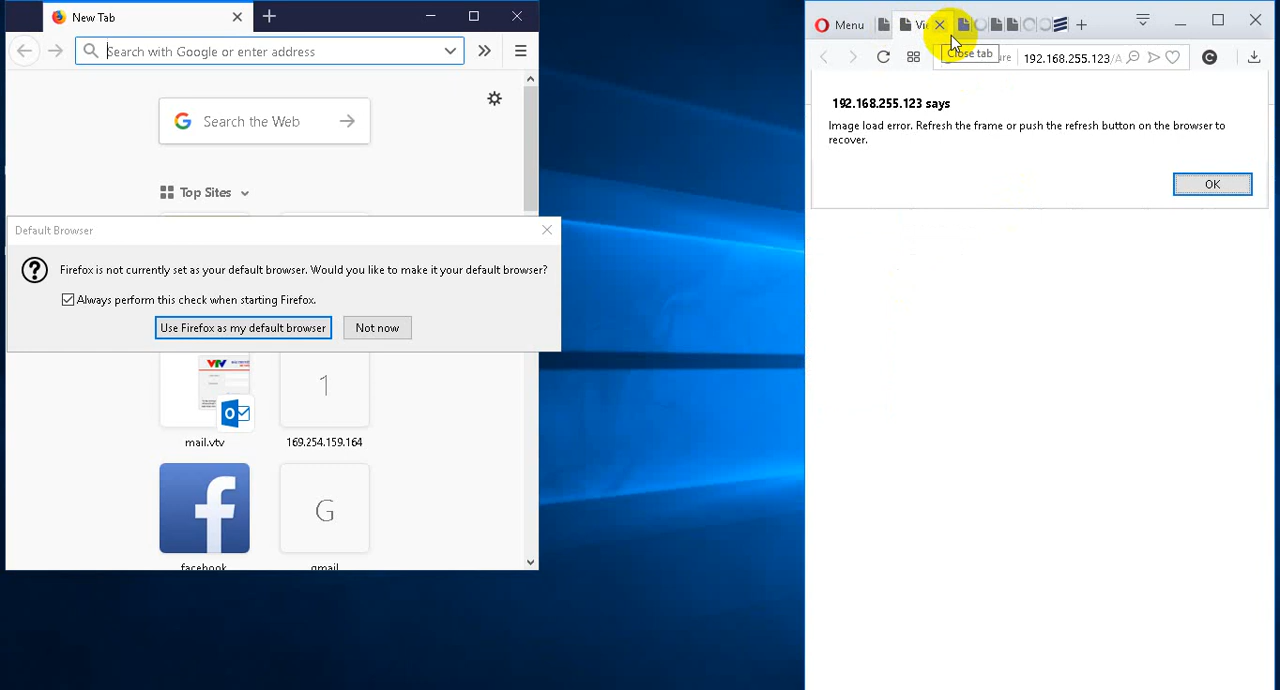 New Tab
Search with Google or enter address
Search the Web
Top Sites
Default Browser
Firefox is not currently set as your default browser. Would you like to make it your default browser?
Always perform this check when starting Firefox.
Use Firefox as my default browser
Not now
VTV
mail.vtv
1
169.254.159.164
G
facebook
gmail
Menu
Vie
Close tab
192.168.255.123/A
192.168.255.123 says
Image load error. Refresh the frame or push the refresh button on the browser to
recover.
OK